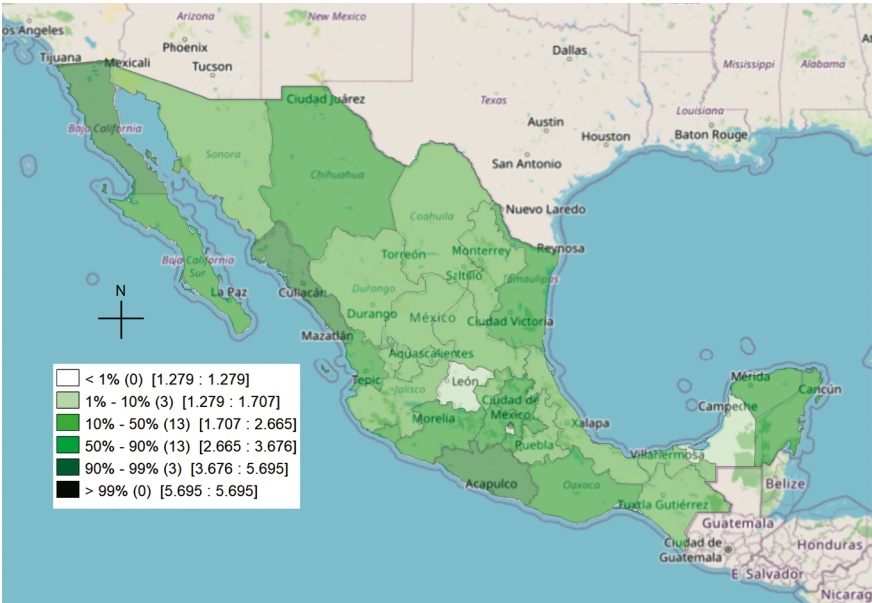 os Angeles
Arizona
New Mexico
Phoenix
Dallas
Tijuana
Mexicali
Tucson
Mississippi
Alabama
Ciudad Juárez
Texas
Louisiana
Austin
Baja California
Houston
Baton Rouge
Sonora
San Antonio
Chihuahua
Nuevo Laredo
Coahuila
Reynosa
Baja California
Sur
Torreón
Monterrey
Saltillo
Tamaulipas
N
La Paz
Culiacán
Durango
Durango
México
Ciudad Victoria
Mazatlán
Aguascalientes
< 1% (0) [1.279 : 1.279]
1% - 10% (3) [1.279 : 1.707]
10% - 50% (13) [1.707 : 2.665]
50% - 90% (13) [2.665 : 3.676]
90% - 99% (3) [3.676 : 5.695]
> 99% (0) [5.695 : 5.695]
Tepic
Jalisco
León
Mérida
Cancún
Ciudad de
México
Campeche
Morelia
Xalapa
Puebla
Villahermosa
Acapulco
Oaxaca
Belize
Tuxtla Gutiérrez
Guatemala
Ciudad de
Guatemala
Honduras
El Salvador
Nicarag